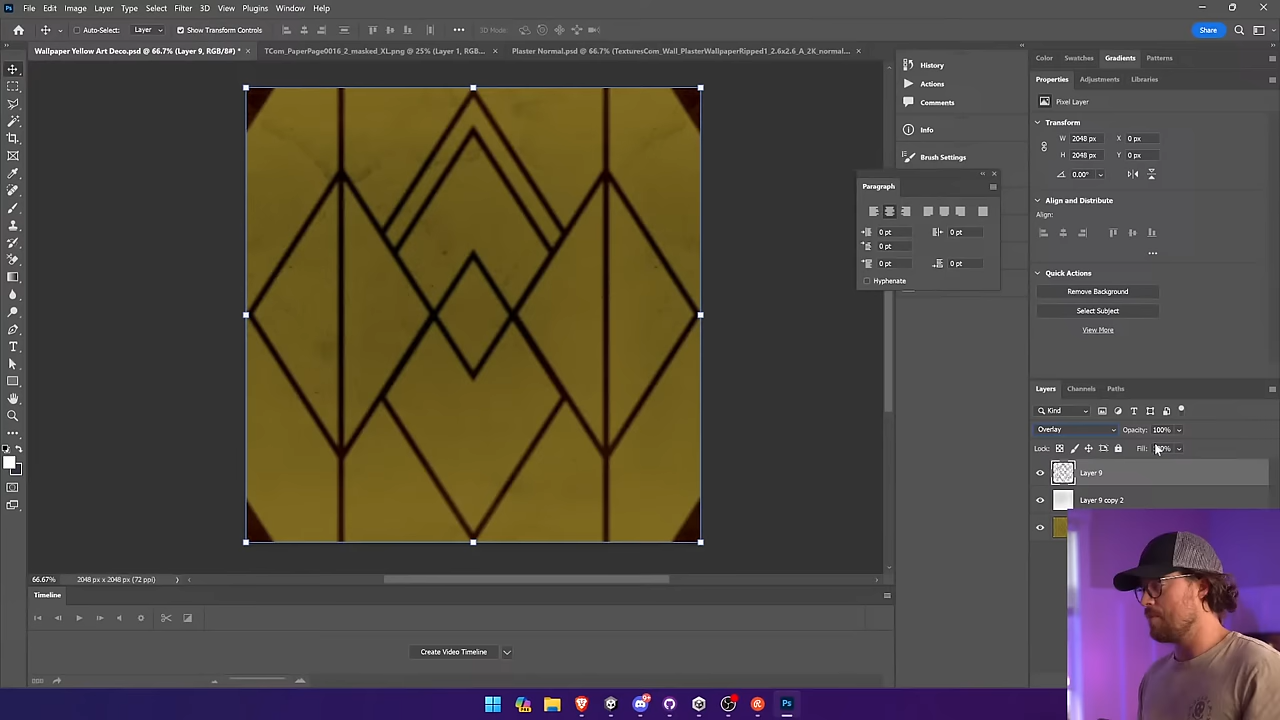 File Edit Image Layer Type Select Filter 3D View Plugins Window Help
Auto-Select: Layer Show Transform Controls 3D Mode: Share
Wallpaper Yellow Art Deco.psd @ 66.7% (Layer 9, RGB/8#) * × TCom_PaperPage0016_2_masked_XL.png @ 25% (Layer 1, RGB... × Plaster Normal.psd @ 66.7% (TexturesCom_Wall_PlasterWallpaperRipped1_2.6x2.6_A_2K_normal... ×
History
Actions
Comments
Info
Brush Settings
Paragraph
0 pt 0 pt
0 pt
0 pt 0 pt
Hyphenate
Color Swatches Gradients Patterns
Properties Adjustments Libraries
Pixel Layer
Transform
W 2048 px X 0 px
H 2048 px Y 0 px
0.00°
Align and Distribute
Align:
Quick Actions
Remove Background
Select Subject
View More
Layers Channels Paths
Kind
Overlay Opacity: 100%
Lock: Fill:
Layer 9
Layer 9 copy 2
66.67% 2048 px x 2048 px (72 ppi)
Timeline
Create Video Timeline